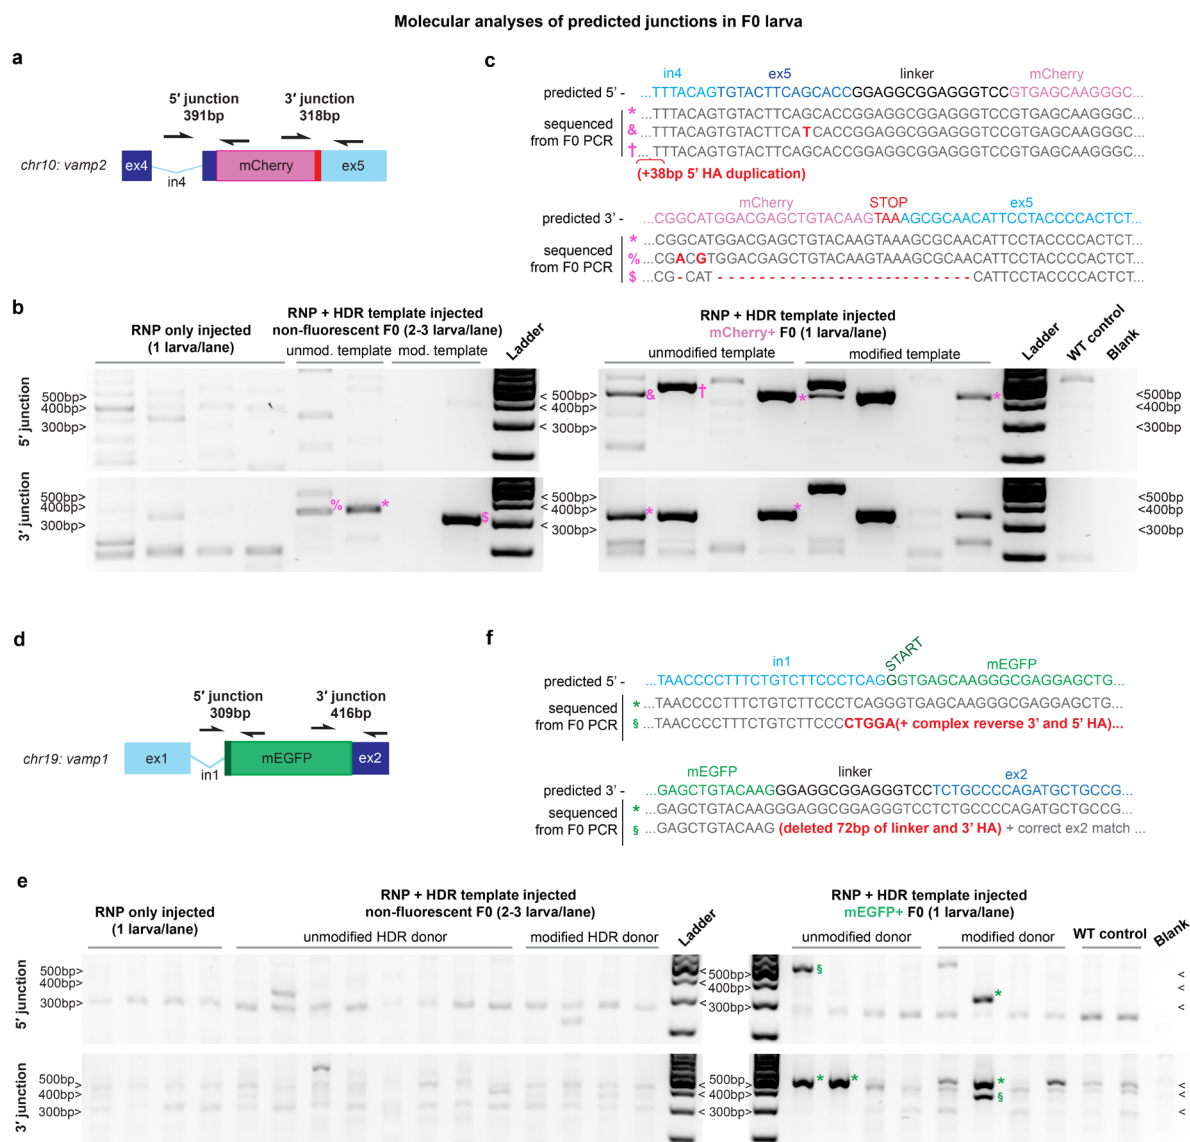 Molecular analyses of predicted junctions in F0 larva
a
5′ junction
391bp
3′ junction
318bp
chr10: vamp2
ex4
in4
mCherry
ex5
c
in4 ex5 linker mCherry
predicted 5′ - ...TTTACAGTGTACTTCAGCACCGGAGGCGGAGGGTCCGTGAGCAAGGGC...
sequenced
from F0 PCR
* ...TTTACAGTGTACTTCAGCACCGGAGGCGGAGGGTCCGTGAGCAAGGGC...
& ...TTTACAGTGTACTTCATCACCGGAGGCGGAGGGTCCGTGAGCAAGGGC...
† ...TTTACAGTGTACTTCAGCACCGGAGGCGGAGGGTCCGTGAGCAAGGGC...
(+38bp 5’ HA duplication)
mCherry STOP ex5
predicted 3’ - ...CGGCATGGACGAGCTGTACAAGTAAAGCGCAACATTCCTACCCCACTCT...
sequenced
from F0 PCR
* ...CGGCATGGACGAGCTGTACAAGTAAAGCGCAACATTCCTACCCCACTCT...
% ...CGACGTGGACGAGCTGTACAAGTAAAGCGCAACATTCCTACCCCACTCT...
$ ...CG - CAT - - - - - - - - - - - - - - - - - - - - - - - - CATTCCTACCCCACTCT...
b
RNP only injected
(1 larva/lane)
RNP + HDR template injected
non-fluorescent F0 (2-3 larva/lane)
unmod. template mod. template
Ladder
RNP + HDR template injected
mCherry+ F0 (1 larva/lane)
unmodified template modified template
Ladder
WT control
Blank
5′ junction
500bp>
400bp>
300bp>
<500bp>
<400bp>
<300bp>
& † * *
<500bp
<400bp
<300bp
3′ junction
500bp>
400bp>
300bp>
% * $
<500bp>
<400bp>
<300bp>
* *
<500bp
<400bp
<300bp
d
5′ junction
309bp
3′ junction
416bp
chr19: vamp1
ex1
in1
mEGFP
ex2
f
in1 START mEGFP
predicted 5’ - ...TAACCCCTTTCTGTCTTCCCTCAGGGTGAGCAAGGGCGAGGAGCTG...
sequenced
from F0 PCR
* ...TAACCCCTTTCTGTCTTCCCTCAGGGTGAGCAAGGGCGAGGAGCTG...
§ ...TAACCCCTTTCTGTCTTCCCCTGGA(+ complex reverse 3’ and 5’ HA)...
mEGFP linker ex2
predicted 3’ - ...GAGCTGTACAAGGGAGGCGGAGGGTCCTCTGCCCCAGATGCTGCCG...
sequenced
from F0 PCR
* ...GAGCTGTACAAGGGAGGCGGAGGGTCCTCTGCCCCAGATGCTGCCG...
§ ...GAGCTGTACAAG (deleted 72bp of linker and 3’ HA) + correct ex2 match ...
e
RNP only injected
(1 larva/lane)
RNP + HDR template injected
non-fluorescent F0 (2-3 larva/lane)
unmodified HDR donor modified HDR donor
Ladder
RNP + HDR template injected
mEGFP+ F0 (1 larva/lane)
unmodified donor modified donor
WT control
Blank
5′ junction
500bp>
400bp>
300bp>
<500bp>
<400bp>
<300bp>
§ *
<
<
<
3′ junction
500bp>
400bp>
300bp>
<500bp>
<400bp>
<300bp>
* * * §
<
<
<